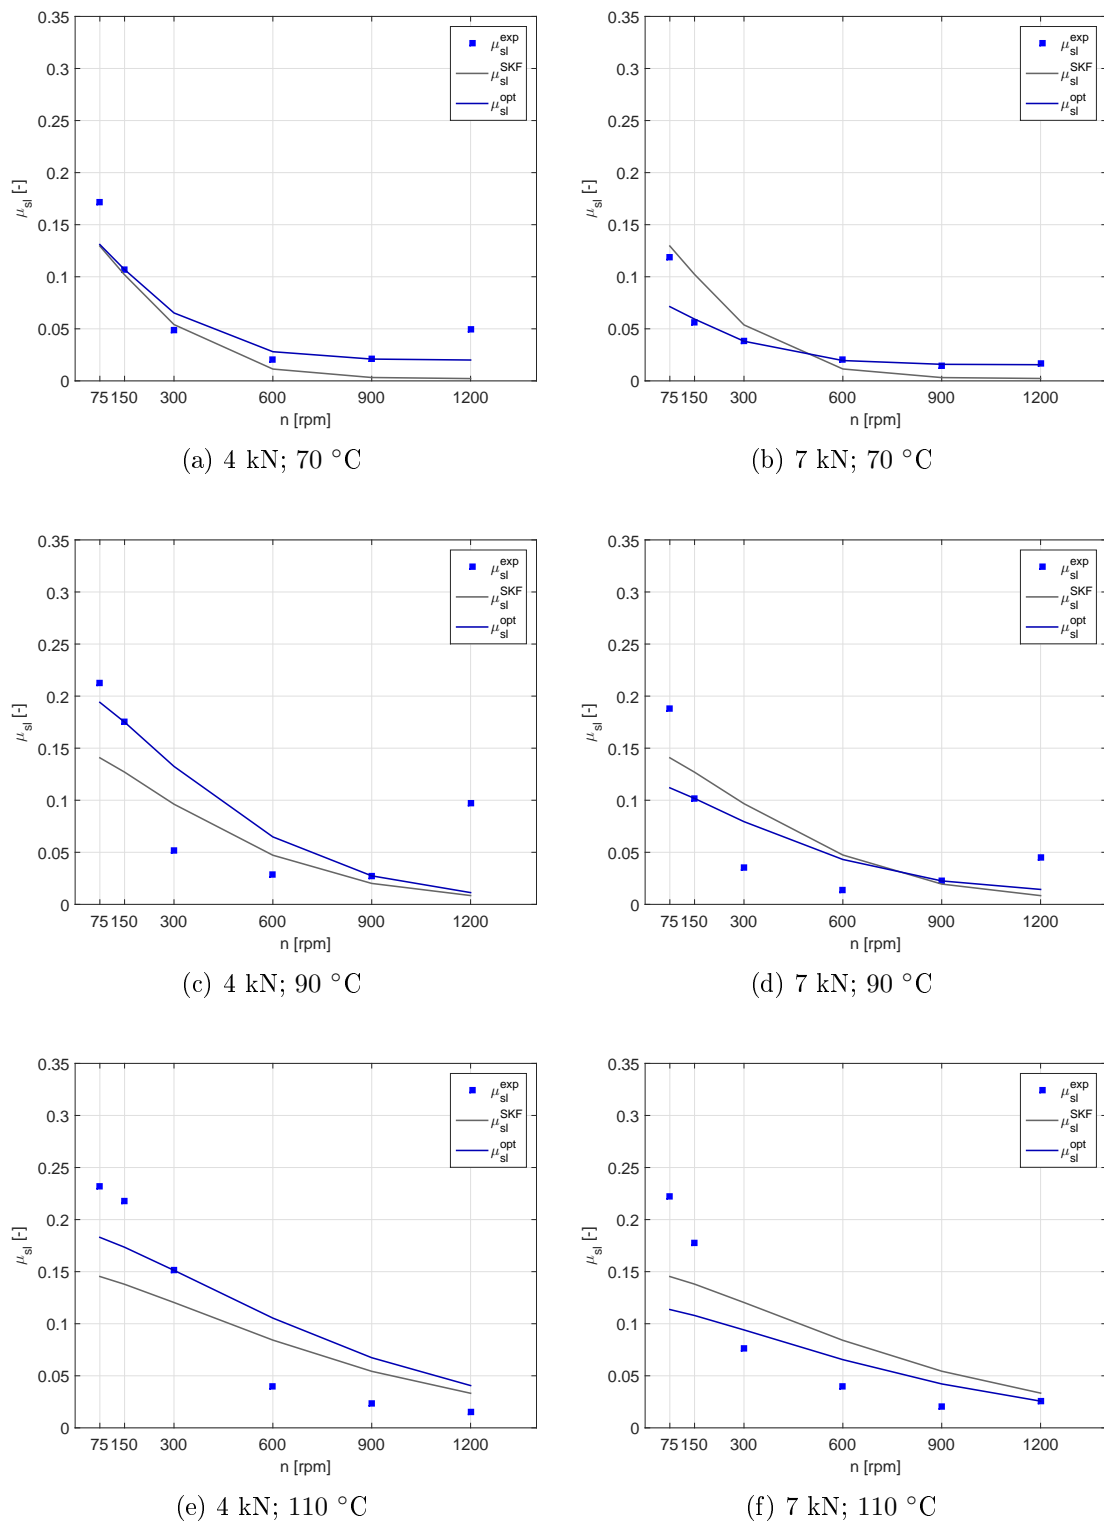 0.35
0.3
0.25
0.2
0.15
0.1
0.05
0
μsl [-]
75 150 300 600 900 1200
n [rpm]
μsl^exp
μsl^SKF
μsl^opt
(a) 4 kN; 70 °C
0.35
0.3
0.25
0.2
0.15
0.1
0.05
0
μsl [-]
75 150 300 600 900 1200
n [rpm]
μsl^exp
μsl^SKF
μsl^opt
(b) 7 kN; 70 °C
0.35
0.3
0.25
0.2
0.15
0.1
0.05
0
μsl [-]
75 150 300 600 900 1200
n [rpm]
μsl^exp
μsl^SKF
μsl^opt
(c) 4 kN; 90 °C
0.35
0.3
0.25
0.2
0.15
0.1
0.05
0
μsl [-]
75 150 300 600 900 1200
n [rpm]
μsl^exp
μsl^SKF
μsl^opt
(d) 7 kN; 90 °C
0.35
0.3
0.25
0.2
0.15
0.1
0.05
0
μsl [-]
75 150 300 600 900 1200
n [rpm]
μsl^exp
μsl^SKF
μsl^opt
(e) 4 kN; 110 °C
0.35
0.3
0.25
0.2
0.15
0.1
0.05
0
μsl [-]
75 150 300 600 900 1200
n [rpm]
μsl^exp
μsl^SKF
μsl^opt
(f) 7 kN; 110 °C